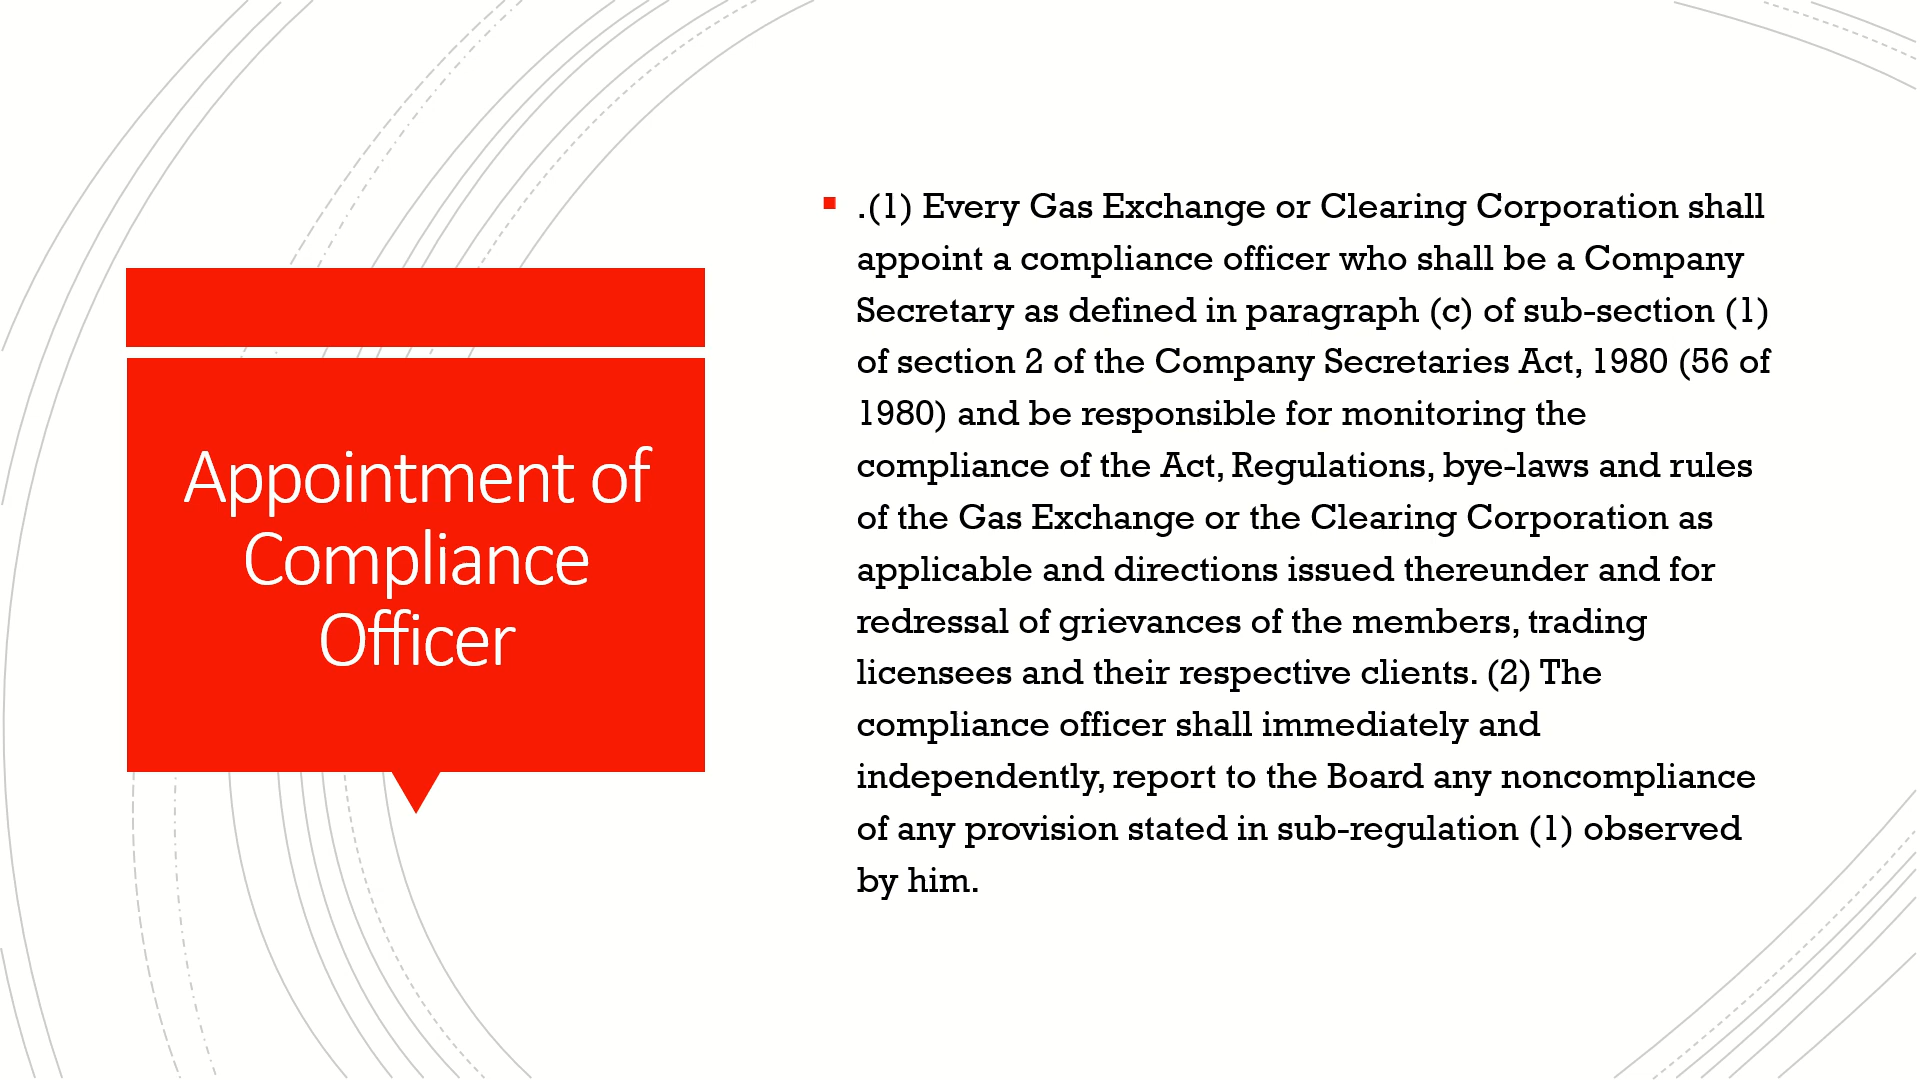 Appointment of
Compliance
Officer
.(1) Every Gas Exchange or Clearing Corporation shall
appoint a compliance officer who shall be a Company
Secretary as defined in paragraph (c) of sub-section (1)
of section 2 of the Company Secretaries Act, 1980 (56 of
1980) and be responsible for monitoring the
compliance of the Act, Regulations, bye-laws and rules
of the Gas Exchange or the Clearing Corporation as
applicable and directions issued thereunder and for
redressal of grievances of the members, trading
licensees and their respective clients. (2) The
compliance officer shall immediately and
independently, report to the Board any noncompliance
of any provision stated in sub-regulation (1) observed
by him.